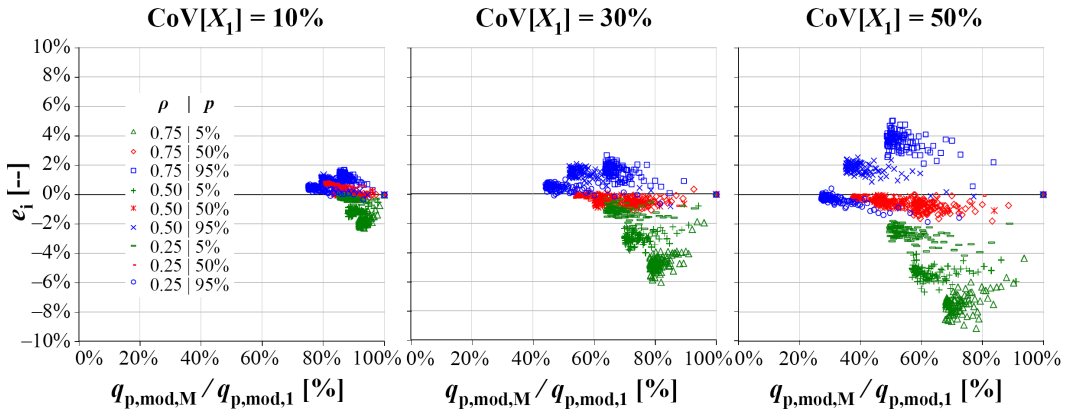 CoV[X1] = 10% CoV[X1] = 30% CoV[X1] = 50%
10%
8%
6%
4%
2%
0%
−2%
−4%
−6%
−8%
−10%
ei [--]
ρ | p
0.75 | 5%
0.75 | 50%
0.75 | 95%
0.50 | 5%
0.50 | 50%
0.50 | 95%
0.25 | 5%
0.25 | 50%
0.25 | 95%
0% 20% 40% 60% 80% 100% 0% 20% 40% 60% 80% 100% 0% 20% 40% 60% 80% 100%
qp,mod,M / qp,mod,1 [%] qp,mod,M / qp,mod,1 [%] qp,mod,M / qp,mod,1 [%]